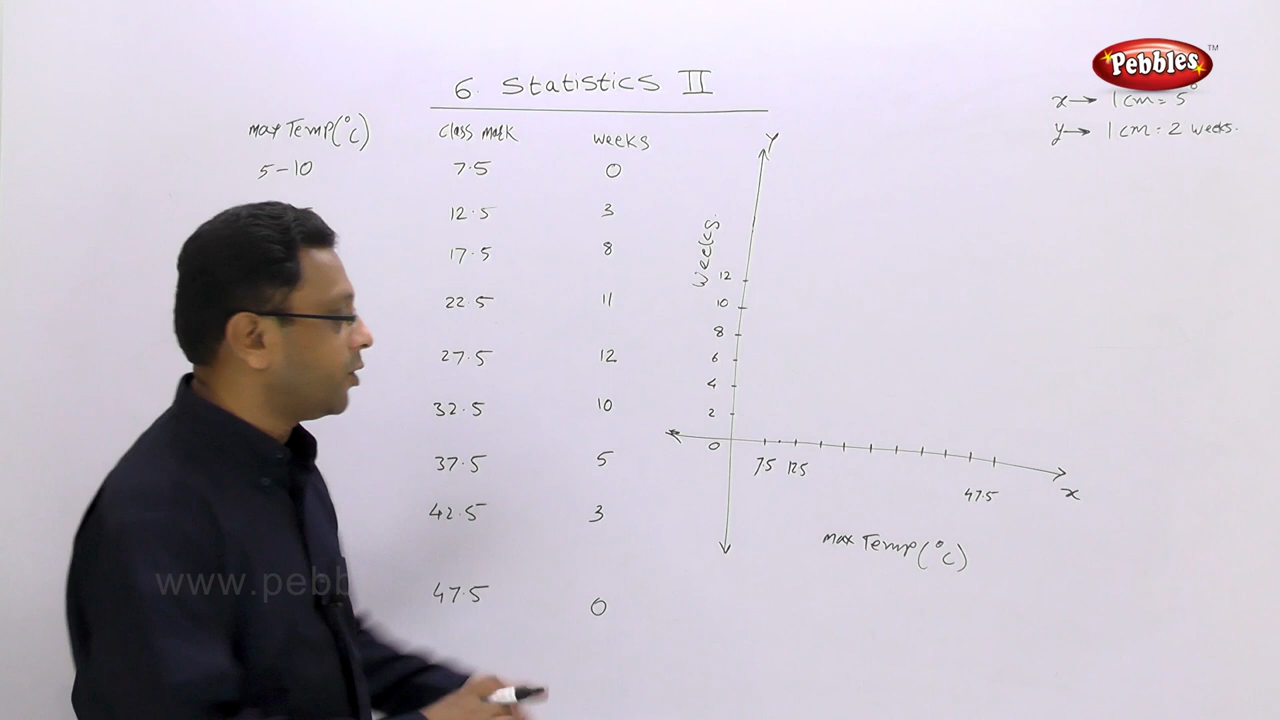 Pebbles™
6. Statistics II
x→ 1 cm = 5°
y→ 1 cm = 2 weeks.
max Temp(°C) class mark weeks
5-10 7.5 0
12.5 3
17.5 8
22.5 11
27.5 12
32.5 10
37.5 5
42.5 3
47.5 0
Y
weeks.
12
10
8
6
4
2
0
7.5 12.5 47.5
x
max Temp(°C)
www.pebb